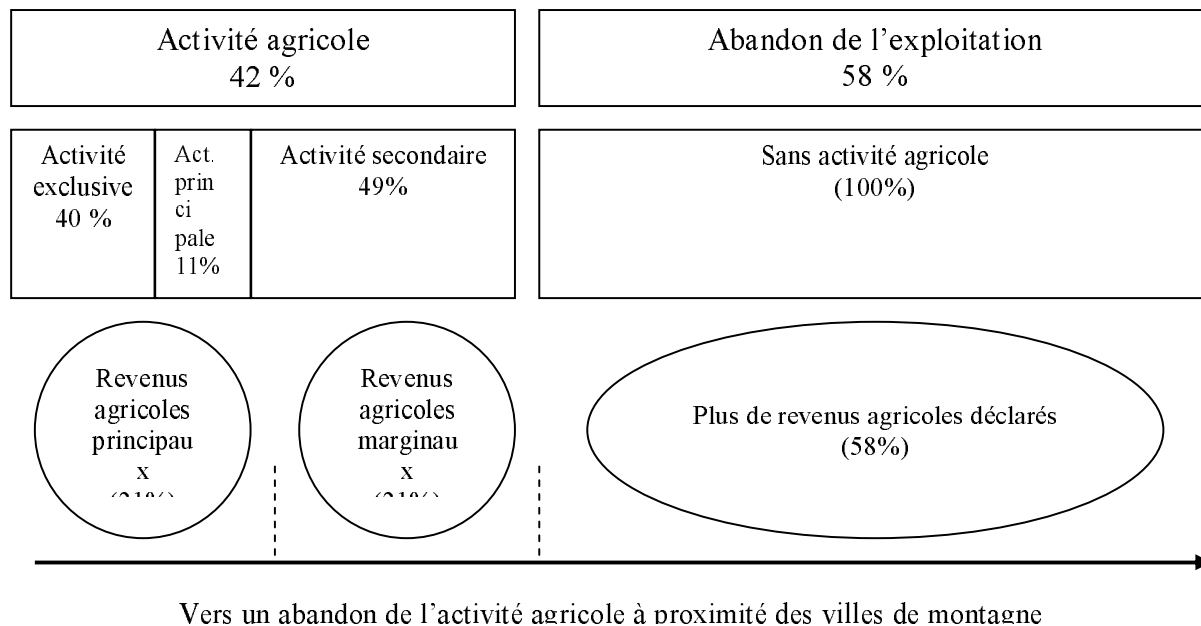 Activité agricole
42 %
Abandon de l’exploitation
58 %
Activité
exclusive
40 %
Act.
prin
ci
pale
11%
Activité secondaire
49%
Sans activité agricole
(100%)
Revenus
agricoles
principau
x
(21%)
Revenus
agricoles
marginau
x
(21%)
Plus de revenus agricoles déclarés
(58%)
Vers un abandon de l’activité agricole à proximité des villes de montagne